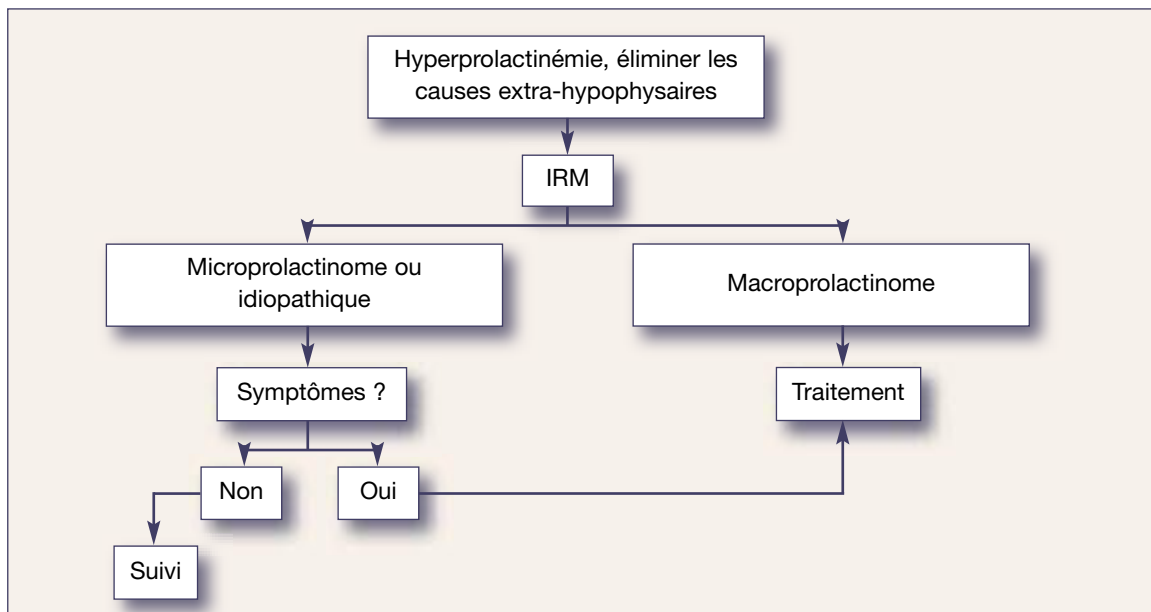 Hyperprolactinémie, éliminer les
causes extra-hypophysaires
IRM
Microprolactinome ou
idiopathique
Macroprolactinome
Symptômes ?
Traitement
Non
Oui
Suivi